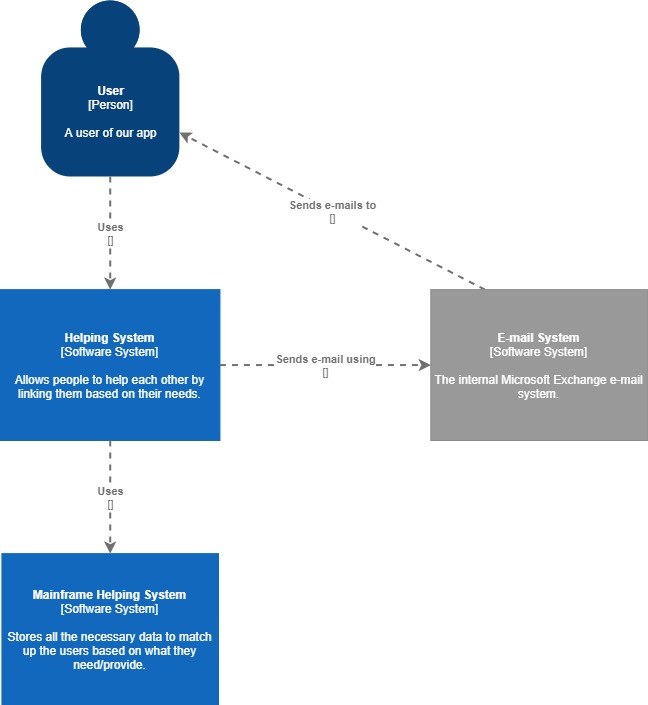 User
[Person]
A user of our app
Sends e-mails to
[]
Uses
[]
Helping System
[Software System]
Allows people to help each other by
linking them based on their needs.
Sends e-mail using
[]
E-mail System
[Software System]
The internal Microsoft Exchange e-mail
system.
Uses
[]
Mainframe Helping System
[Software System]
Stores all the necessary data to match
up the users based on what they
need/provide.